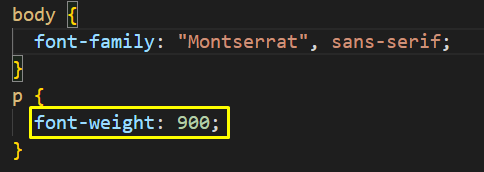 body {
  font-family: "Montserrat", sans-serif;
}
p {
  font-weight: 900;
}